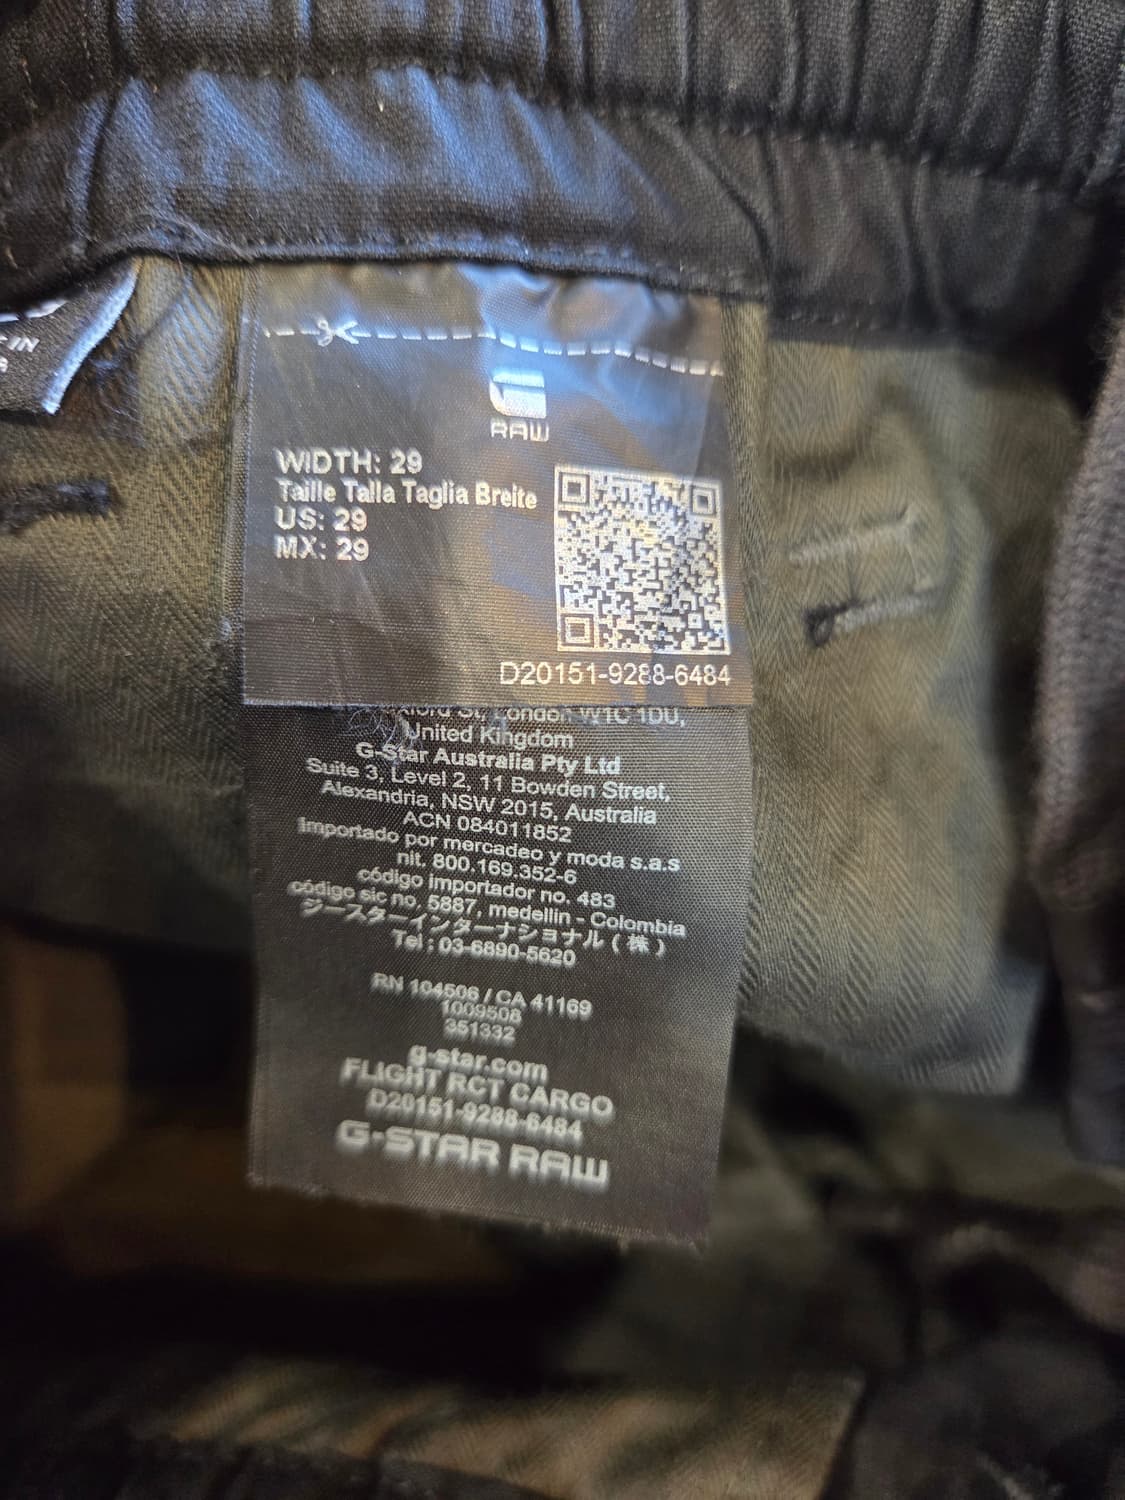 RAW
WIDTH: 29
Taille Talla Taglia Breite
US: 29
MX: 29
D20151-9288-6484
London W1C 1DU,
United Kingdom
G-Star Australia Pty Ltd
Suite 3, Level 2, 11 Bowden Street,
Alexandria, NSW 2015, Australia
ACN 084011852
Importado por mercadeo y moda s.a.s
nit. 800.169.352-6
código importador no. 483
código sic no. 5887, medellin - Colombia
ジースターインターナショナル(株)
Tel : 03-6890-5620
RN 104506 / CA 41169
1009506
351332
g-star.com
FLIGHT RCT CARGO
D20151-9288-6484
G-STAR RAW